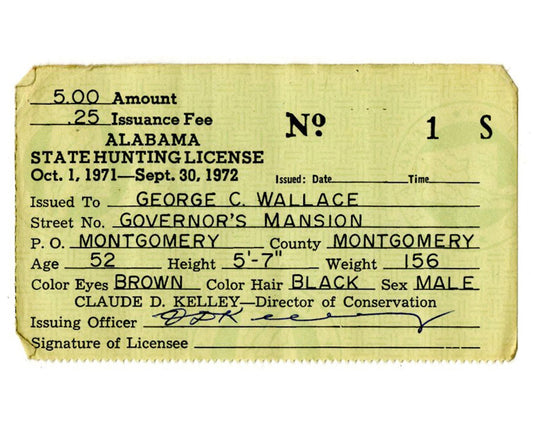 5.00 Amount
.25 Issuance Fee
Nº 1 S
ALABAMA
STATE HUNTING LICENSE
Oct. 1, 1971—Sept. 30, 1972 Issued: Date Time
Issued To GEORGE C. WALLACE
Street No. GOVERNOR'S MANSION
P. O. MONTGOMERY County MONTGOMERY
Age 52 Height 5'-7" Weight 156
Color Eyes BROWN Color Hair BLACK Sex MALE
CLAUDE D. KELLEY—Director of Conservation
Issuing Officer
Signature of Licensee